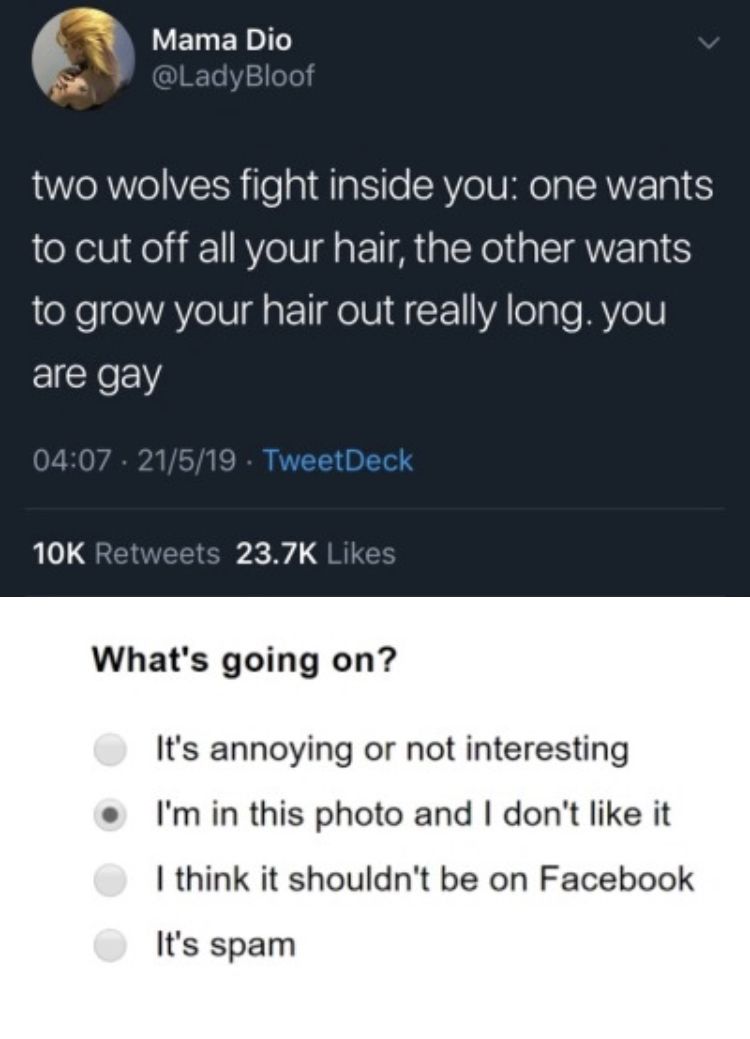 Mama Dio
@LadyBloof
two wolves fight inside you: one wants
to cut off all your hair, the other wants
to grow your hair out really long. you
are gay
04:07 · 21/5/19 · TweetDeck
10K Retweets 23.7K Likes
What's going on?
It's annoying or not interesting
I'm in this photo and I don't like it
I think it shouldn't be on Facebook
It's spam